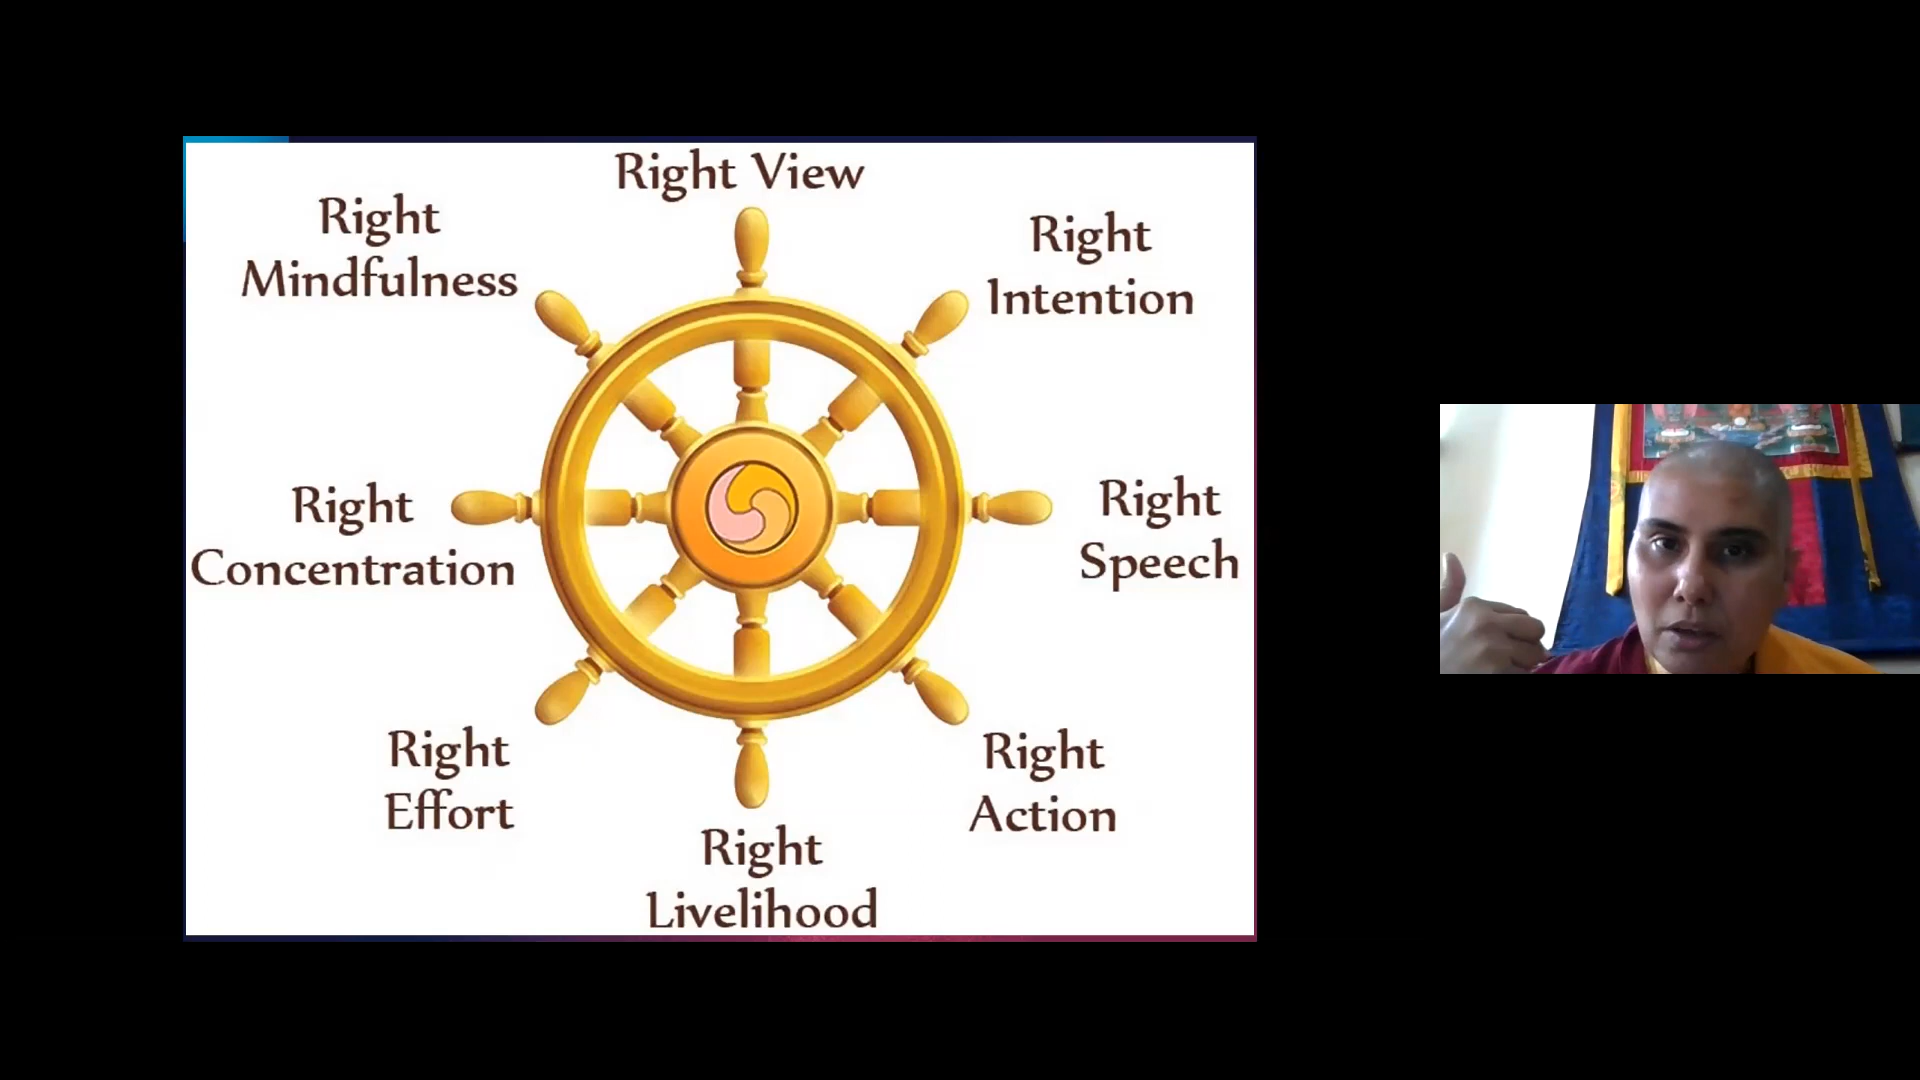 Right View
Right
Intention
Right
Speech
Right
Action
Right
Livelihood
Right
Effort
Right
Concentration
Right
Mindfulness